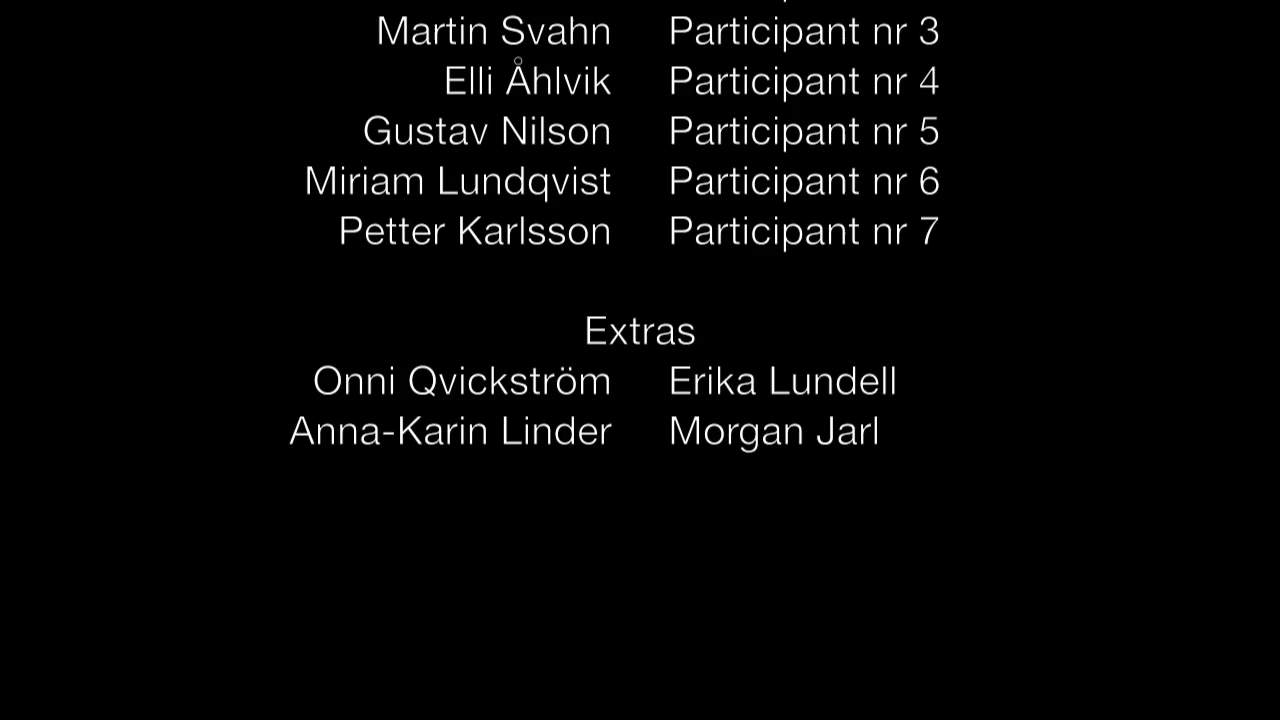 Martin Svahn Participant nr 3
Elli Åhlvik Participant nr 4
Gustav Nilson Participant nr 5
Miriam Lundqvist Participant nr 6
Petter Karlsson Participant nr 7
Extras
Onni Qvickström Erika Lundell
Anna-Karin Linder Morgan Jarl